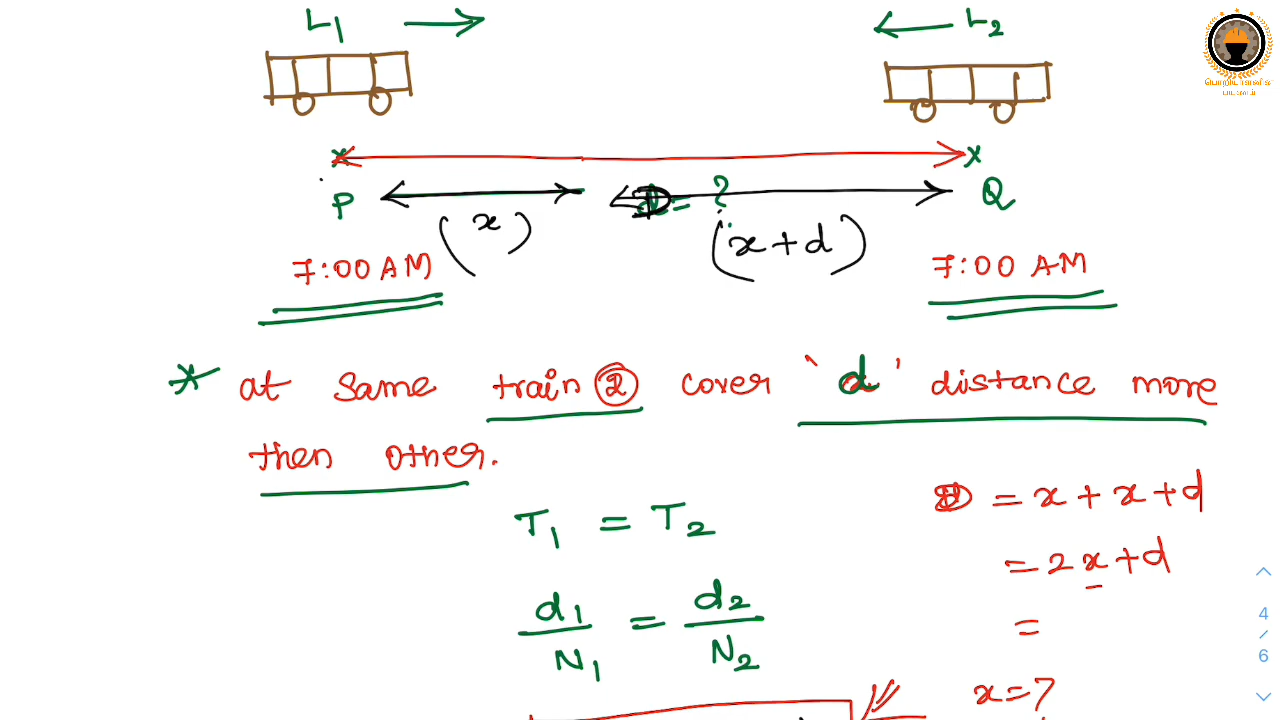 L1 L2
P D = ? Q
(x) (x+d)
7:00 AM 7:00 AM
* at same train ② cover 'd' distance more
then other.
D = x + x + d
T1 = T2
= 2x + d
d1/N1 = d2/N2
=
x = ?
4
/
6